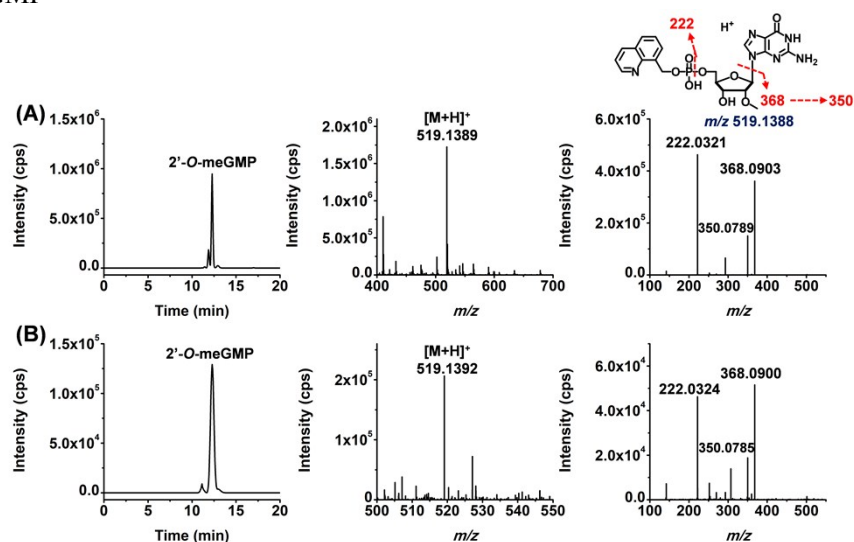 222
H⁺
O
N
NH
N
N
NH₂
N
O
P
O
O
O
OH
OH
O
368 350
m/z 519.1388
(A)
1.5x10⁶
1.0x10⁶
5.0x10⁵
0.0
Intensity (cps)
2'-O-meGMP
0 5 10 15 20
Time (min)
2.0x10⁶
1.5x10⁶
1.0x10⁶
5.0x10⁵
0.0
Intensity (cps)
[M+H]⁺
519.1389
400 500 600 700
m/z
6.0x10⁵
4.0x10⁵
2.0x10⁵
0.0
Intensity (cps)
222.0321
368.0903
350.0789
100 200 300 400 500
m/z
(B)
1.5x10⁵
1.0x10⁵
5.0x10⁴
0.0
Intensity (cps)
2'-O-meGMP
0 5 10 15 20
Time (min)
2x10⁵
1x10⁵
0
Intensity (cps)
[M+H]⁺
519.1392
500 510 520 530 540 550
m/z
6.0x10⁴
4.0x10⁴
2.0x10⁴
0.0
Intensity (cps)
222.0324
368.0900
350.0785
100 200 300 400 500
m/z